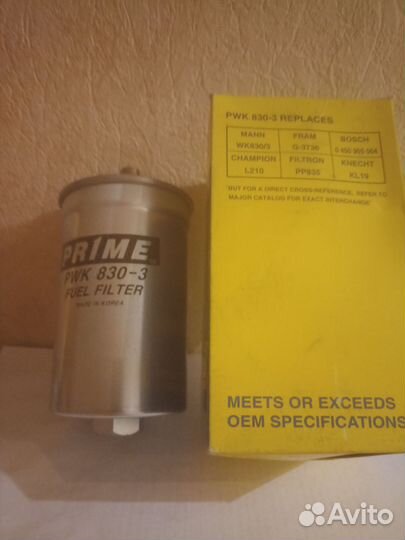 PR1ME
PWK 830-3
FUEL FILTER
MADE IN KOREA
PWK 830-3 REPLACES
MANN FRAM BOSCH
WK830/3 G-3736 0 450 905 004
CHAMPION FILTRON KNECHT
L210 PP835 KL19
*BUT FOR A DIRECT CROSS-REFERENCE, REFER TO
MAJOR CATALOG FOR EXACT INTERCHANGE*
MEETS OR EXCEEDS
OEM SPECIFICATIONS
Avito